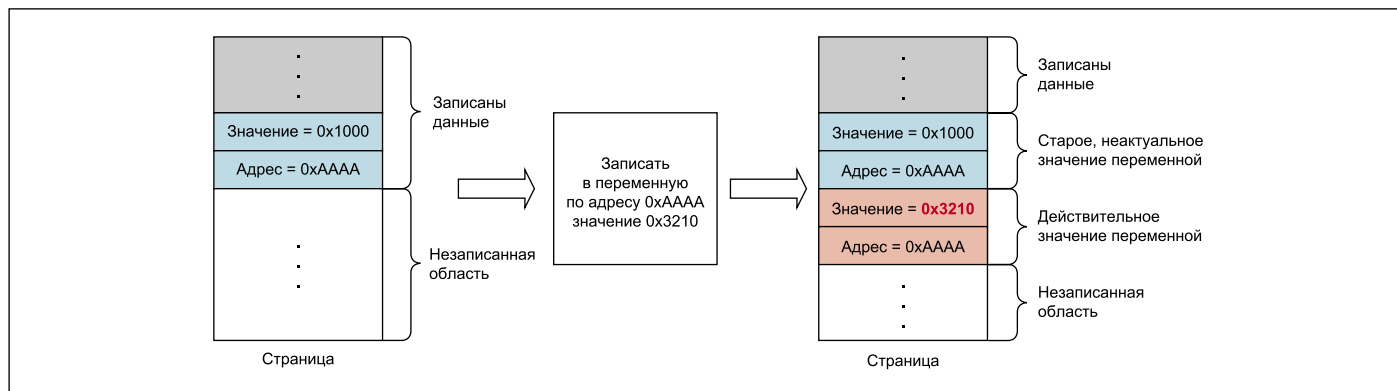 Значение = 0x1000
Адрес = 0xAAAA
Записаны
данные
Незаписанная
область
Страница
Записать
в переменную
по адресу 0xAAAA
значение 0x3210
Значение = 0x1000
Адрес = 0xAAAA
Значение = 0x3210
Адрес = 0xAAAA
Записаны
данные
Старое, неактуальное
значение переменной
Действительное
значение переменной
Незаписанная
область
Страница